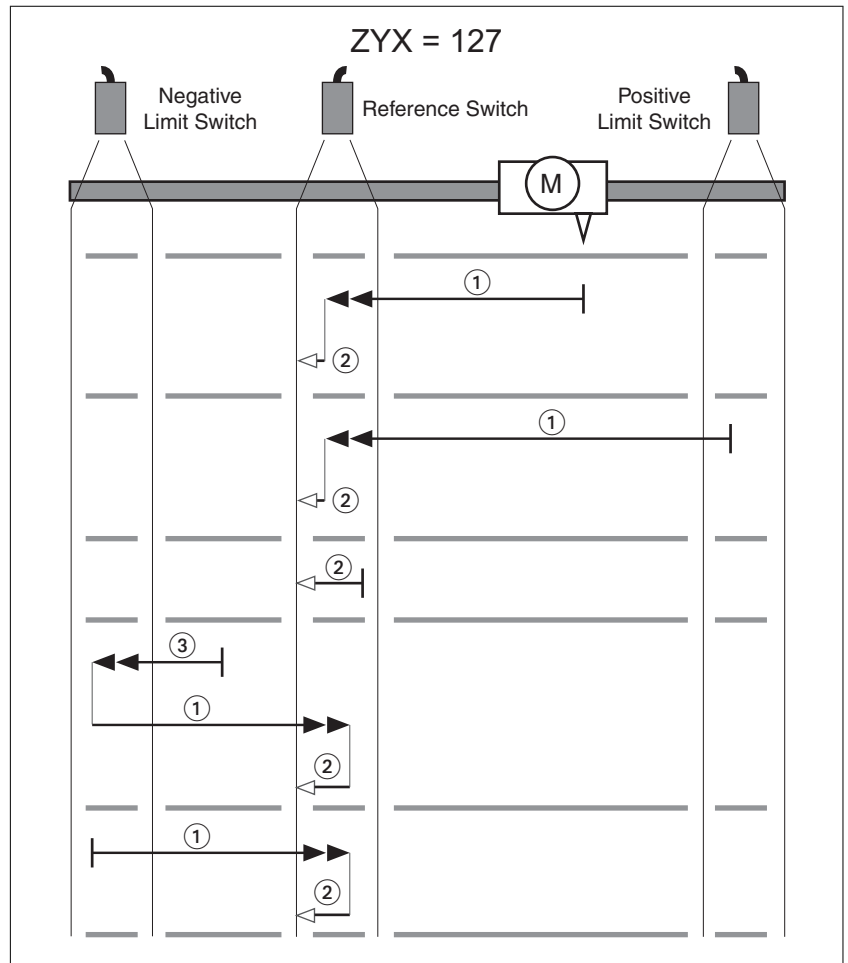 ZYX = 127
Negative
Limit Switch
Reference Switch
Positive
Limit Switch
M
1
2
1
2
2
3
1
2
1
2